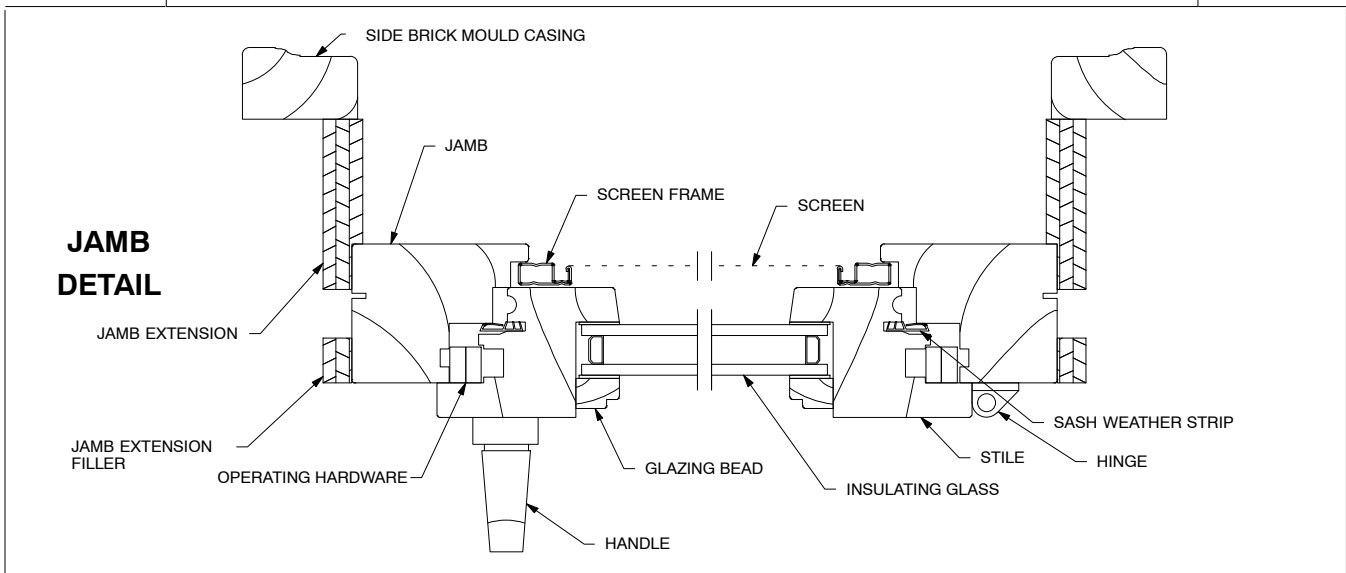 SIDE BRICK MOULD CASING
JAMB
SCREEN FRAME
SCREEN
JAMB
DETAIL
JAMB EXTENSION
JAMB EXTENSION
FILLER
OPERATING HARDWARE
GLAZING BEAD
INSULATING GLASS
STILE
SASH WEATHER STRIP
HINGE
HANDLE